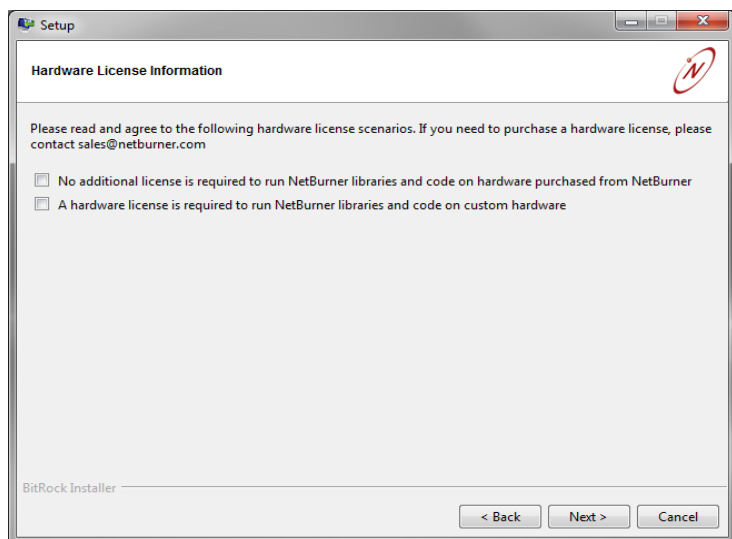 Setup
Hardware License Information
N
Please read and agree to the following hardware license scenarios. If you need to purchase a hardware license, please
contact sales@netburner.com
No additional license is required to run NetBurner libraries and code on hardware purchased from NetBurner
A hardware license is required to run NetBurner libraries and code on custom hardware
BitRock Installer
< Back Next > Cancel